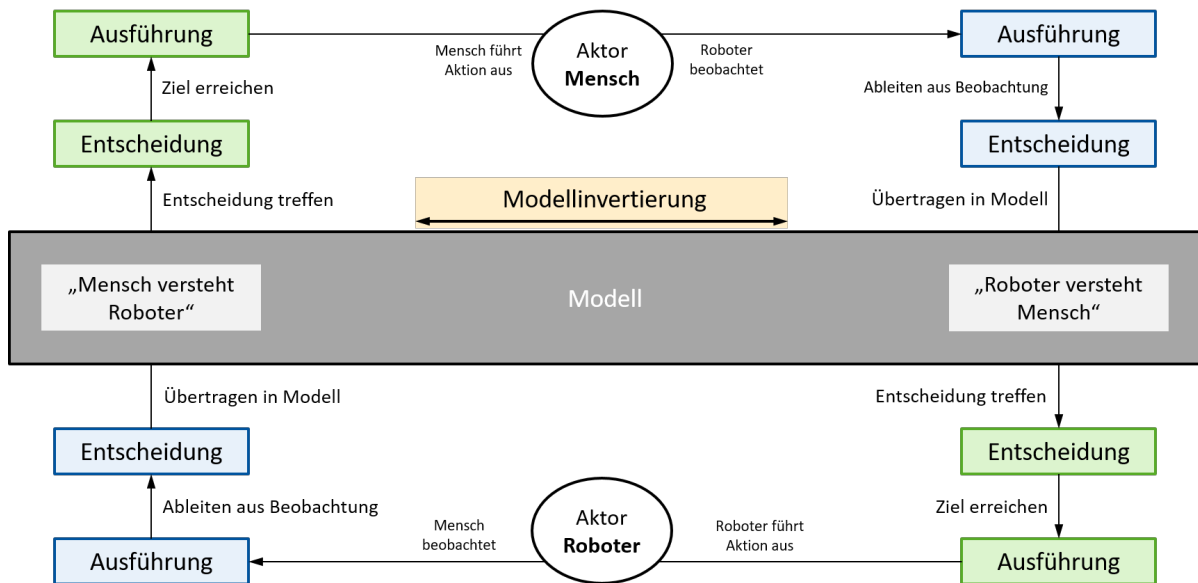 Ausführung
Mensch führt
Aktion aus
Aktor
Mensch
Roboter
beobachtet
Ausführung
Ziel erreichen
Ableiten aus Beobachtung
Entscheidung
Entscheidung
Entscheidung treffen
Modellinvertierung
Übertragen in Modell
„Mensch versteht
Roboter“
Modell
„Roboter versteht
Mensch“
Übertragen in Modell
Entscheidung treffen
Entscheidung
Entscheidung
Ableiten aus Beobachtung
Ziel erreichen
Ausführung
Mensch
beobachtet
Aktor
Roboter
Roboter führt
Aktion aus
Ausführung